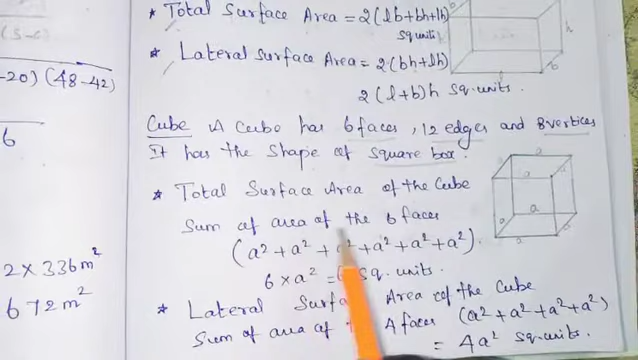 (5-6)
-20) (48-42)
6
2 x 336m²
672m²
* Total Surface Area = 2(lb+bh+lh)
sq units
* Lateral Surface Area = 2(bh+lh)
2(l+b)h sq.units.
h
b
l
b
Cube A Cube has 6 faces, 12 edges and 8 vertices
It has the shape of square box.
* Total Surface Area of the Cube
Sum of area of the 6 faces
(a²+a²+a²+a²+a²+a²).
6×a² = sq.units.
a
a
a
a
a
a
* Lateral Surfa Area of the Cube
Sum of area of 4 faces (a²+a²+a²+a²)
= 4a² sq.units.